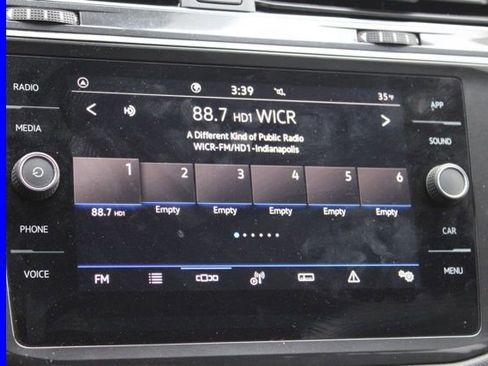 RADIO
MEDIA
PHONE
VOICE
3:39
35°F
88.7 HD1 WICR
A Different Kind of Public Radio
WICR-FM/HD1-Indianapolis
1 2 3 4 5 6
88.7 HD1 Empty Empty Empty Empty Empty
FM
APP
SOUND
CAR
MENU